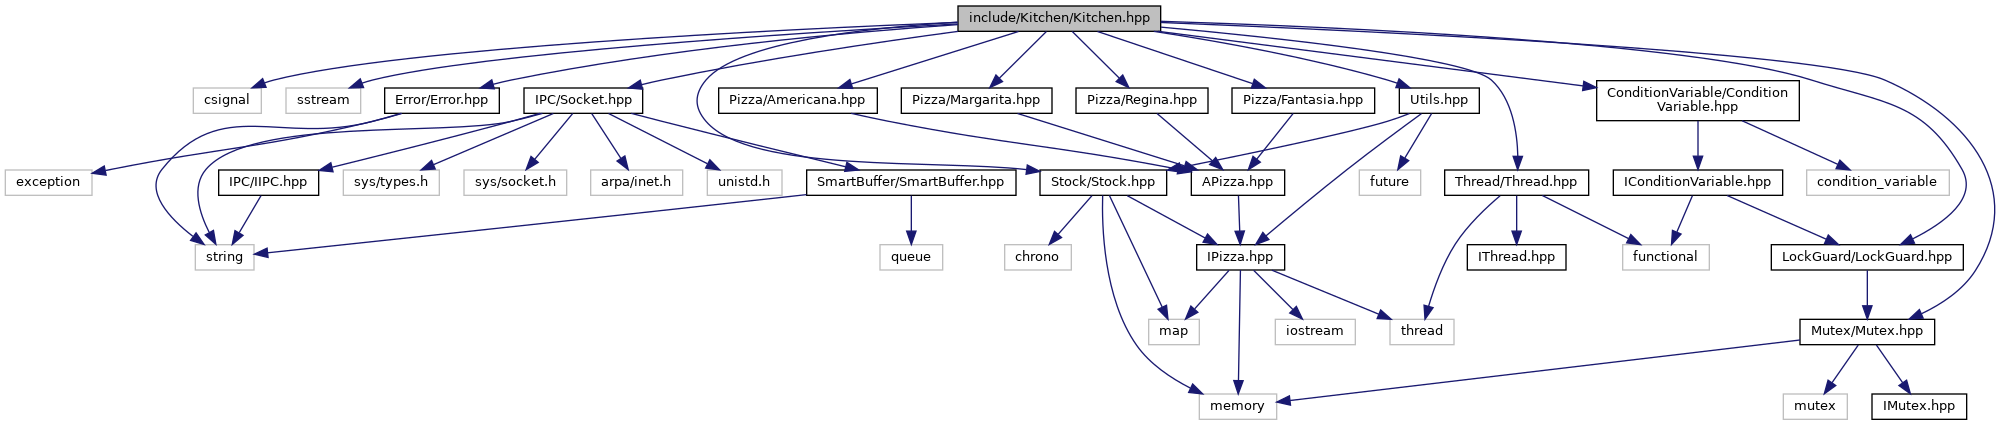 include/Kitchen/Kitchen.hpp
csignal
sstream
Error/Error.hpp
IPC/Socket.hpp
Pizza/Americana.hpp
Pizza/Margarita.hpp
Pizza/Regina.hpp
Pizza/Fantasia.hpp
Utils.hpp
ConditionVariable/Condition
Variable.hpp
exception
IPC/IIPC.hpp
sys/types.h
sys/socket.h
arpa/inet.h
unistd.h
SmartBuffer/SmartBuffer.hpp
Stock/Stock.hpp
APizza.hpp
future
Thread/Thread.hpp
IConditionVariable.hpp
condition_variable
string
queue
chrono
IPizza.hpp
IThread.hpp
functional
LockGuard/LockGuard.hpp
map
iostream
thread
Mutex/Mutex.hpp
memory
mutex
IMutex.hpp